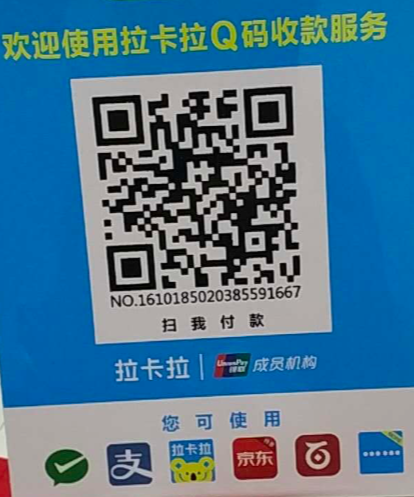 欢迎使用拉卡拉Q码收款服务
NO.1610185020385591667
扫我付款
拉卡拉 UnionPay 银联 成员机构
您可使用
支 拉卡拉 京东